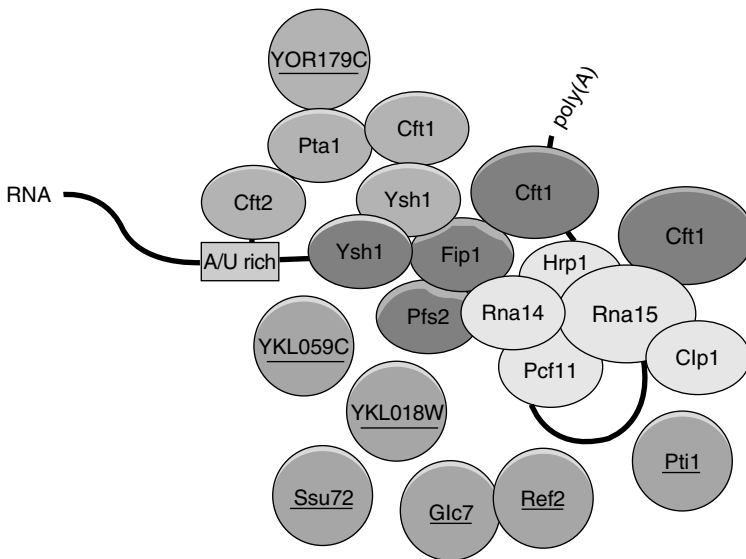 YOR179C
poly(A)
Pta1
Cft1
RNA
Cft2
Ysh1
Cft1
Cft1
A/U rich
Ysh1
Fip1
Hrp1
Pfs2
Rna14
Rna15
YKL059C
Pcf11
Clp1
YKL018W
Pti1
Ssu72
Glc7
Ref2